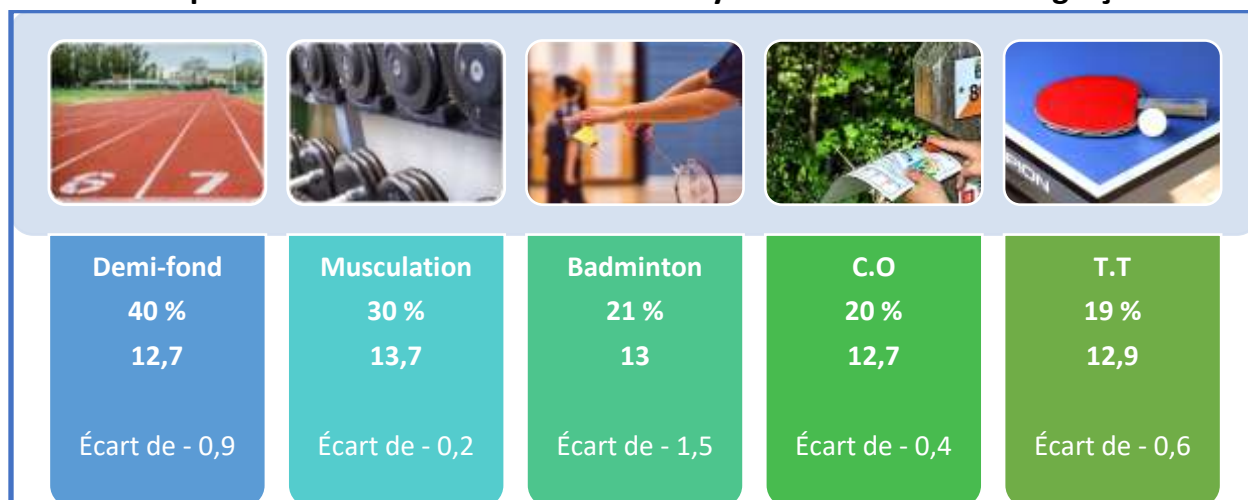 Demi-fond
40 %
12,7
Écart de - 0,9
Musculation
30 %
13,7
Écart de - 0,2
Badminton
21 %
13
Écart de - 1,5
C.O
20 %
12,7
Écart de - 0,4
T.T
19 %
12,9
Écart de - 0,6
6 7